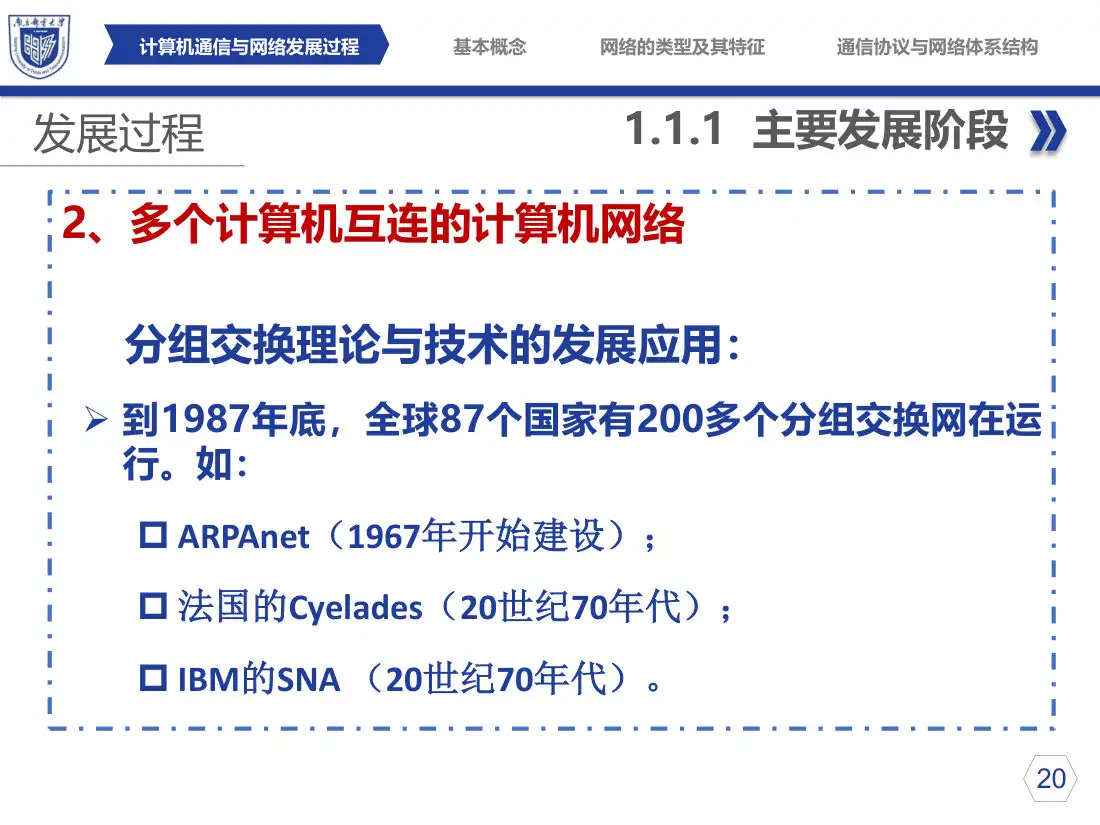 南京邮电大学
计算机通信与网络发展过程 基本概念 网络的类型及其特征 通信协议与网络体系结构
发展过程
1.1.1 主要发展阶段
2、多个计算机互连的计算机网络
分组交换理论与技术的发展应用：
到1987年底，全球87个国家有200多个分组交换网在运
行。如：
ARPAnet（1967年开始建设）；
法国的Cyelades（20世纪70年代）；
IBM的SNA （20世纪70年代）。
20